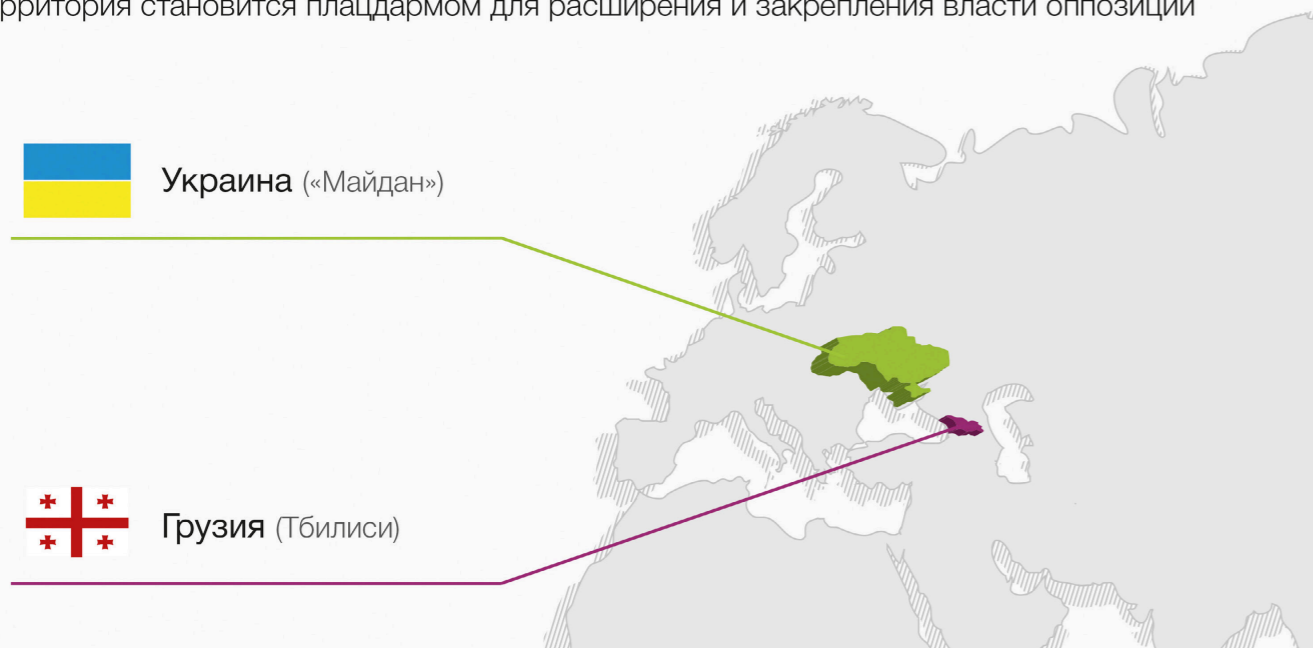 рритория становится плацдармом для расширения и закрепления власти оппозиции
Украина («Майдан»)
Грузия (Тбилиси)